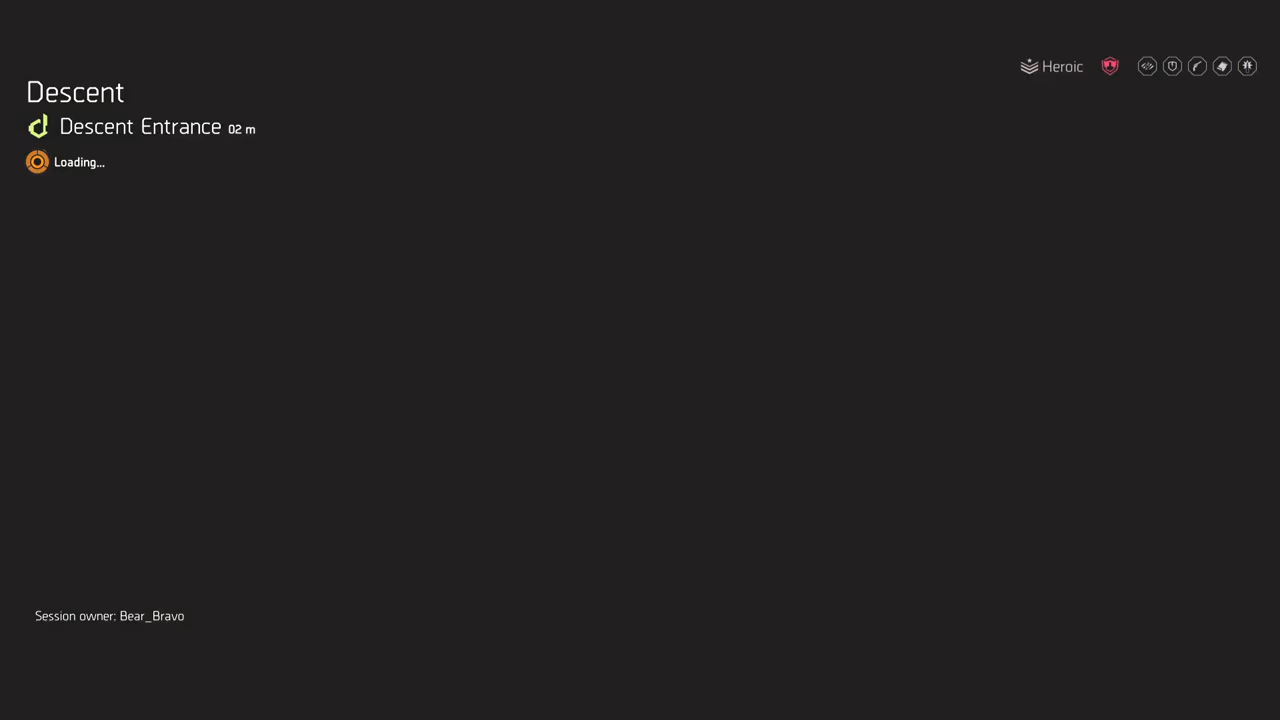 Heroic
Descent
Descent Entrance 02 m
Loading...
Session owner: Bear_Bravo